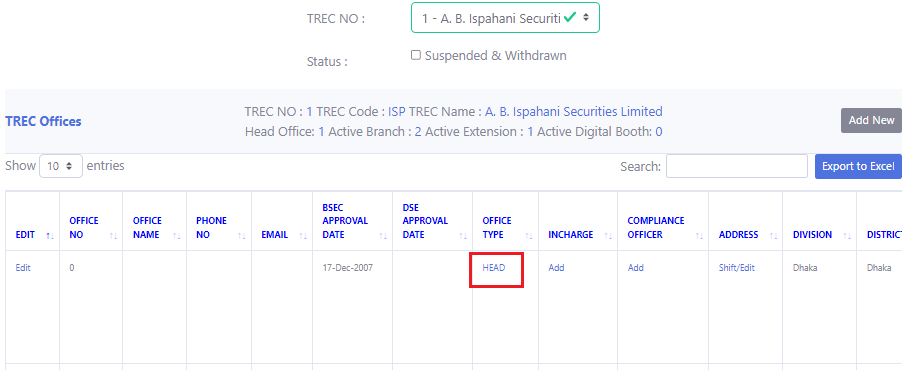 TREC NO :
1 - A. B. Ispahani Securiti
Status :
Suspended & Withdrawn
TREC Offices
TREC NO : 1 TREC Code : ISP TREC Name : A. B. Ispahani Securities Limited
Head Office: 1 Active Branch : 2 Active Extension : 1 Active Digital Booth: 0
Add New
Show 10 entries
Search:
Export to Excel
EDIT
OFFICE NO
OFFICE NAME
PHONE NO
EMAIL
BSEC APPROVAL DATE
DSE APPROVAL DATE
OFFICE TYPE
INCHARGE
COMPLIANCE OFFICER
ADDRESS
DIVISION
DISTRICT
Edit
0
17-Dec-2007
HEAD
Add
Add
Shift/Edit
Dhaka
Dhaka